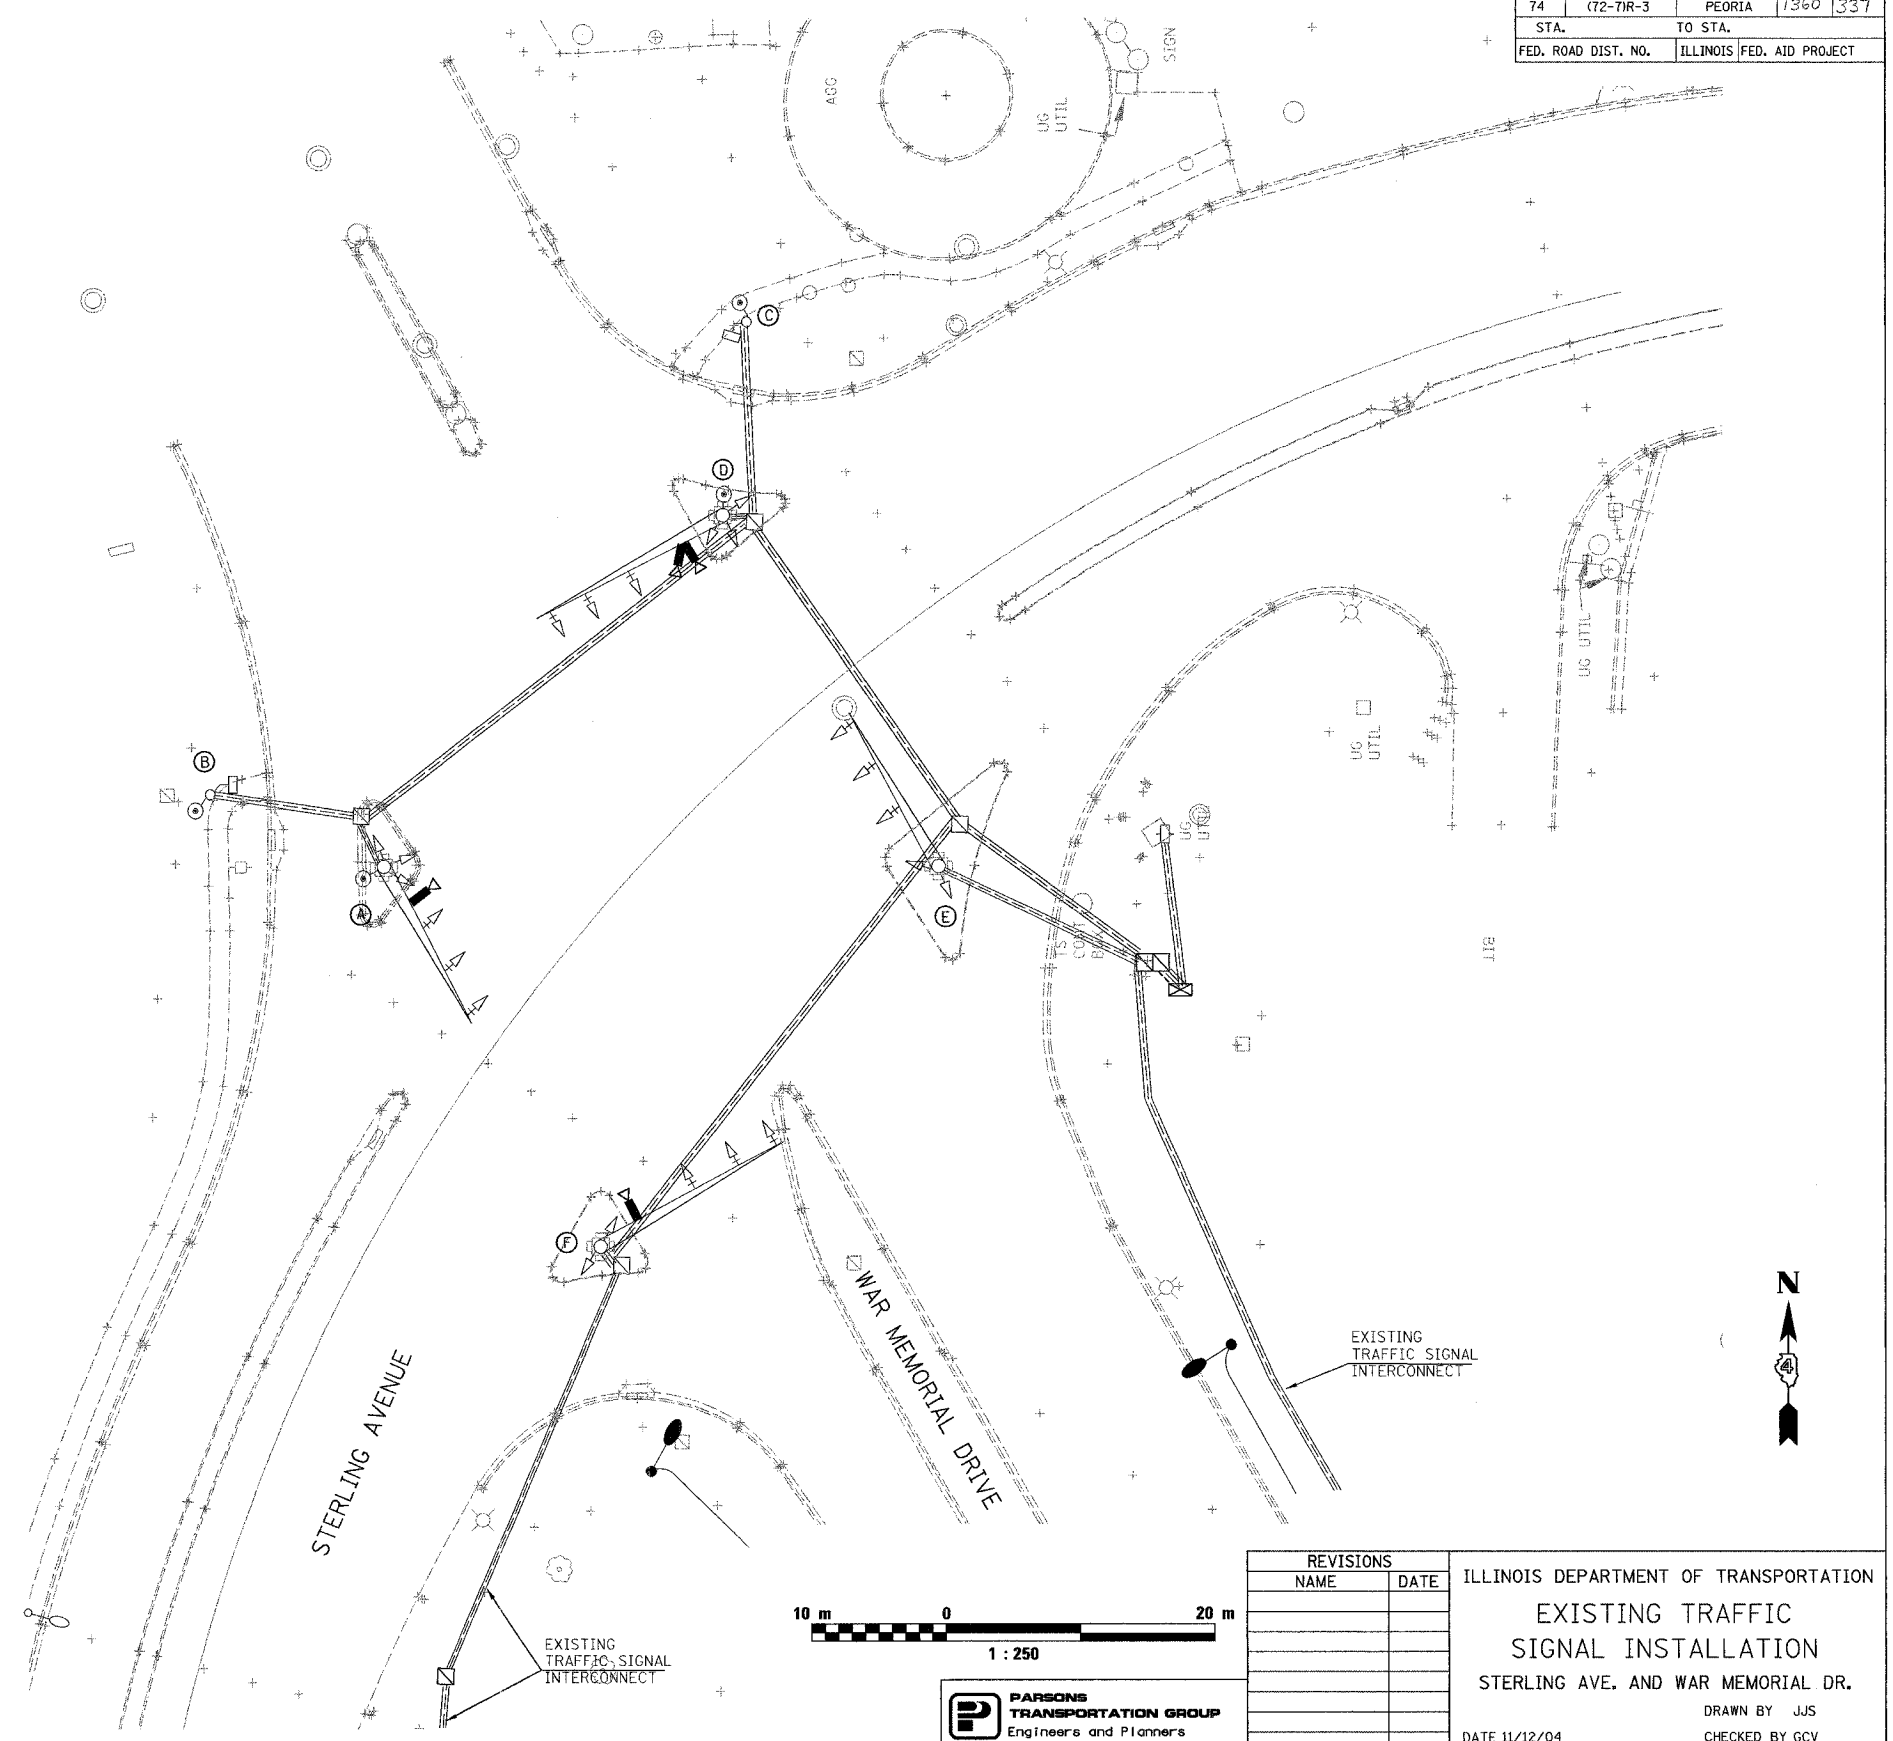 74 (72-7)R-3 PEORIA 1360 337
STA. TO STA.
FED. ROAD DIST. NO. ILLINOIS FED. AID PROJECT
SIGN
AGG
UG
UTIL
C
D
UG UTIL
UG
UTIL
B
UG
A
E
TS
BIT
F
N
4
WAR MEMORIAL DRIVE
EXISTING
TRAFFIC SIGNAL
INTERCONNECT
STERLING AVENUE
EXISTING
TRAFFIC SIGNAL
INTERCONNECT
10 m 0 20 m
1 : 250
PARSONS
TRANSPORTATION GROUP
Engineers and Planners
REVISIONS
NAME DATE
ILLINOIS DEPARTMENT OF TRANSPORTATION
EXISTING TRAFFIC
SIGNAL INSTALLATION
STERLING AVE. AND WAR MEMORIAL DR.
DRAWN BY JJS
DATE 11/12/04 CHECKED BY GCV